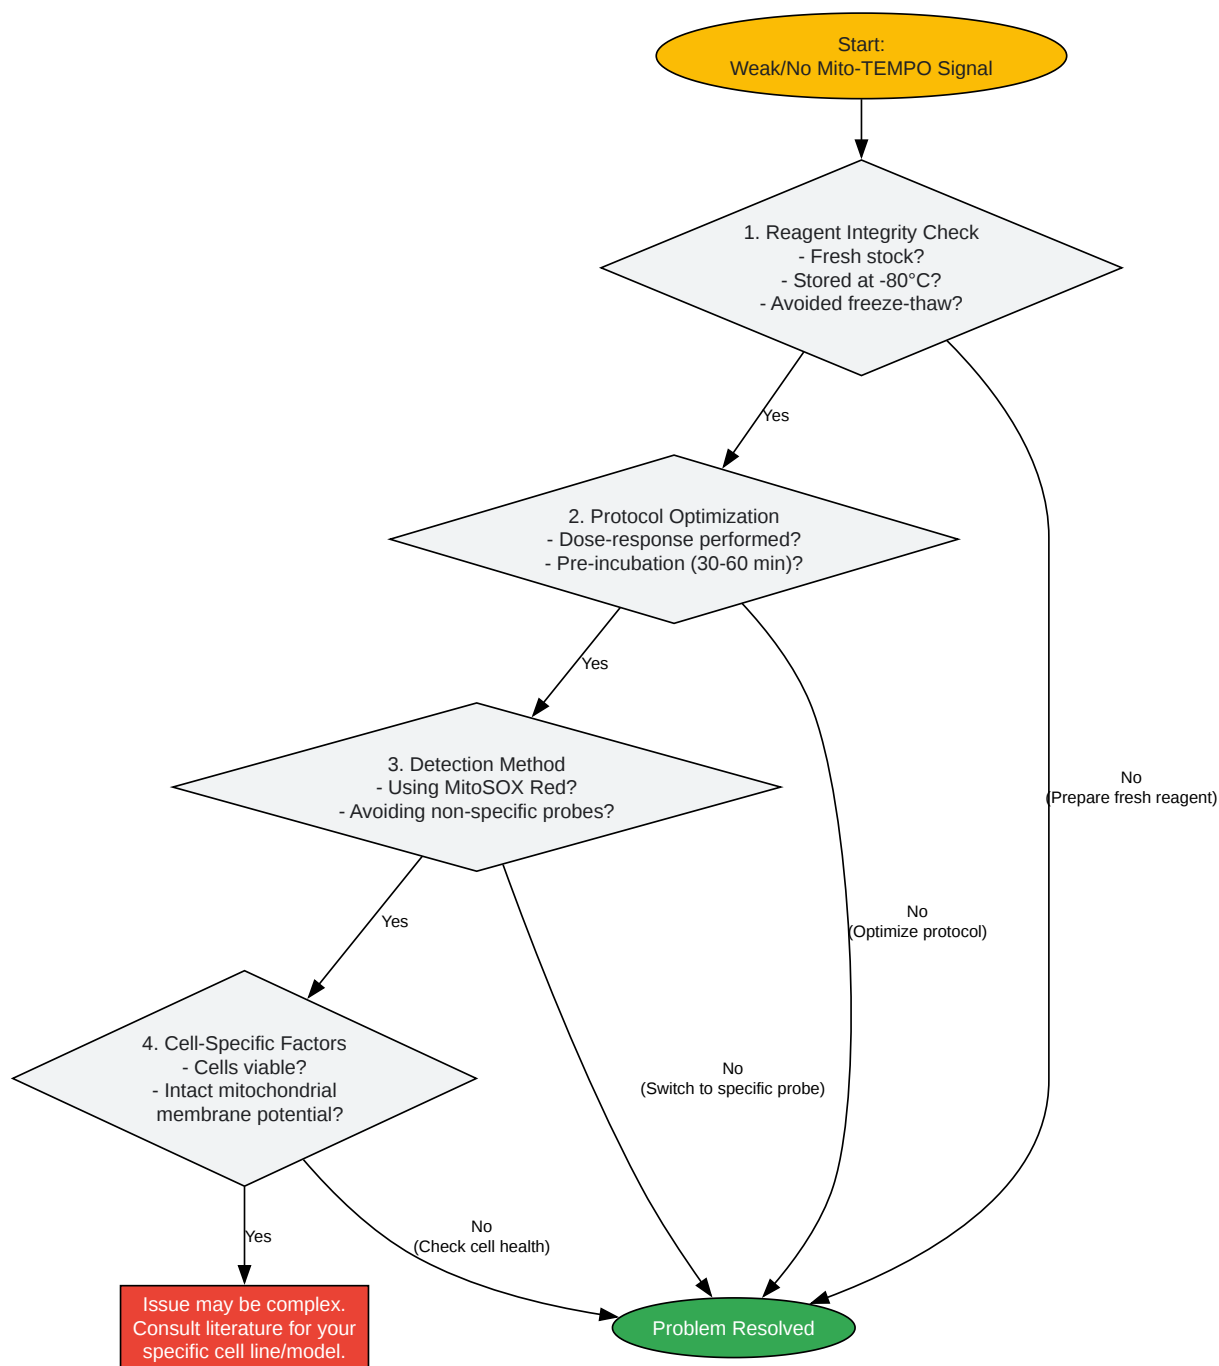 Start:
Weak/No Mito-TEMPO Signal
1. Reagent Integrity Check
- Fresh stock?
- Stored at -80°C?
- Avoided freeze-thaw?
Yes
2. Protocol Optimization
- Dose-response performed?
- Pre-incubation (30-60 min)?
Yes
3. Detection Method
- Using MitoSOX Red?
- Avoiding non-specific probes?
No
(Prepare fresh reagent)
Yes
No
(Optimize protocol)
4. Cell-Specific Factors
- Cells viable?
- Intact mitochondrial
membrane potential?
No
(Switch to specific probe)
Yes
No
(Check cell health)
Issue may be complex.
Consult literature for your
specific cell line/model.
Problem Resolved